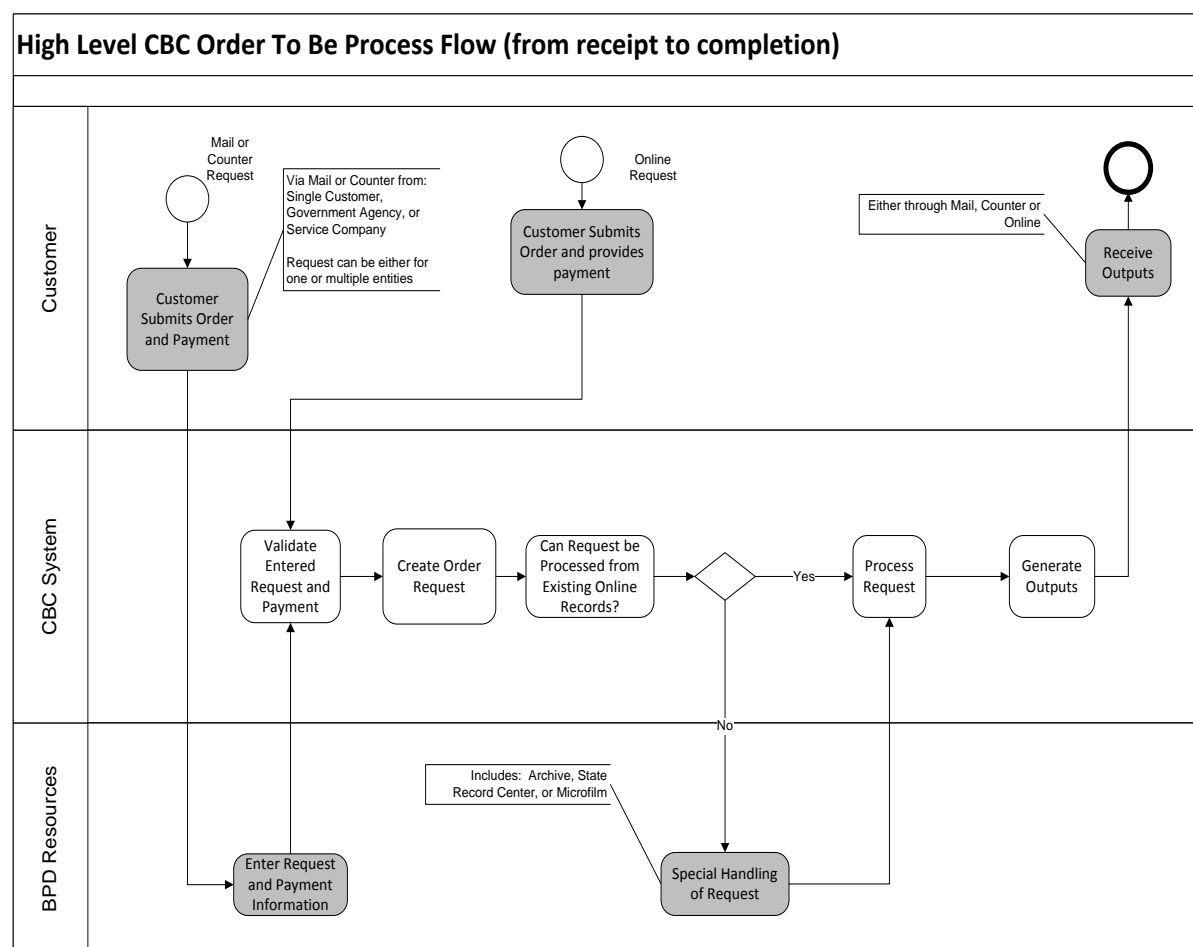 High Level CBC Order To Be Process Flow (from receipt to completion)
Customer
Mail or
Counter
Request
Via Mail or Counter from:
Single Customer,
Government Agency, or
Service Company
Request can be either for
one or multiple entities
Customer
Submits Order
and Payment
Online
Request
Customer Submits
Order and provides
payment
Either through Mail, Counter or
Online
Receive
Outputs
CBC System
Validate
Entered
Request and
Payment
Create Order
Request
Can Request be
Processed from
Existing Online
Records?
Yes
Process
Request
Generate
Outputs
No
BPD Resources
Enter Request
and Payment
Information
Includes: Archive, State
Record Center, or Microfilm
Special Handling
of Request